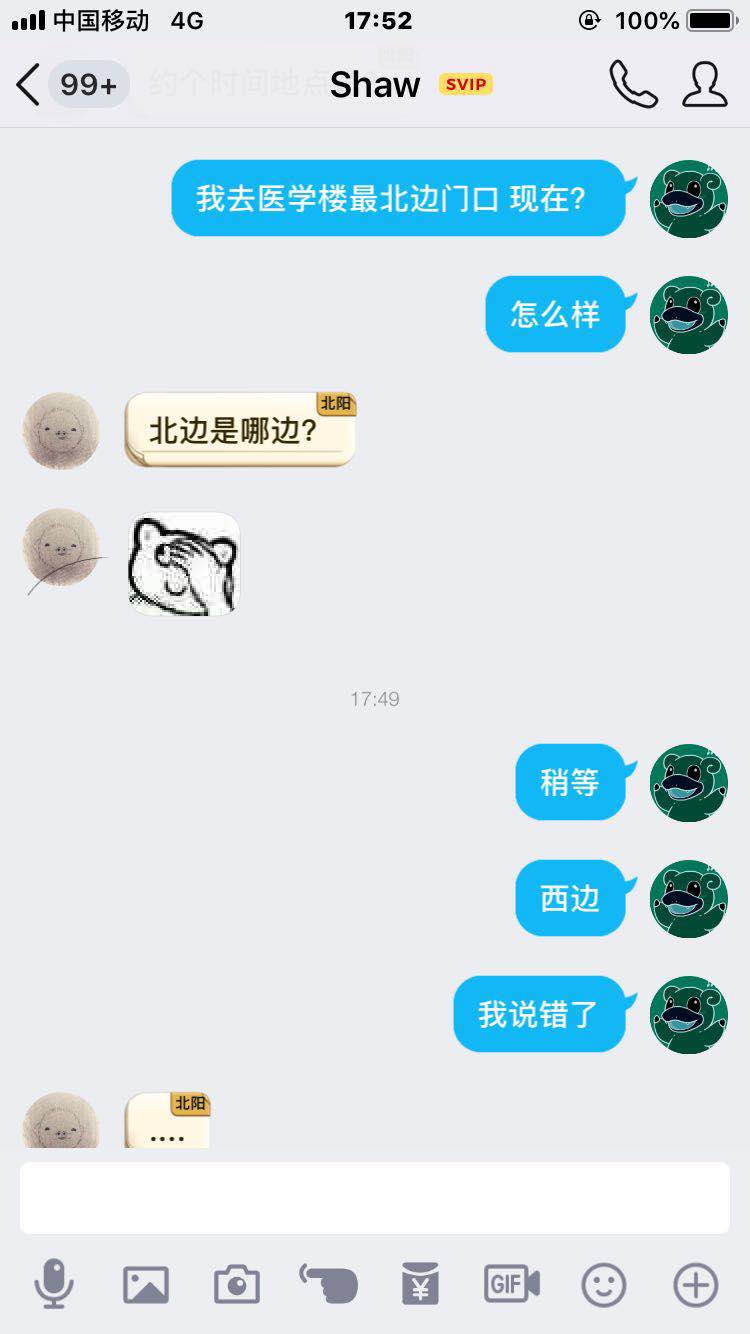 中国移动 4G 17:52 100%
99+ 约个时间地点 Shaw SVIP
我去医学楼最北边门口 现在?
怎么样
北阳
北边是哪边?
17:49
稍等
西边
我说错了
北阳
....
¥ GIF